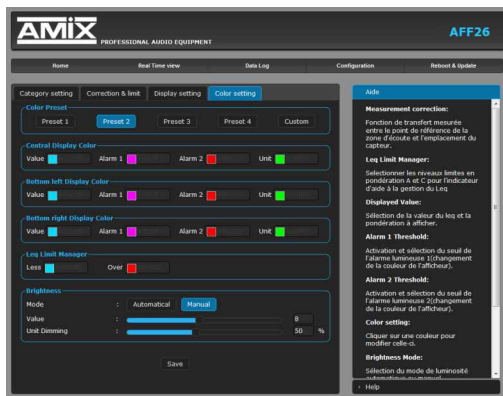 AMIX
PROFESSIONAL AUDIO EQUIPMENT
AFF26
Home Real Time view Data Log Configuration Reboot & Update
Category setting Correction & limit Display setting Color setting
Color Preset
Preset 1 Preset 2 Preset 3 Preset 4 Custom
Central Display Color
Value Alarm 1 Alarm 2 Unit
Bottom left Display Color
Value Alarm 1 Alarm 2 Unit
Bottom right Display Color
Value Alarm 1 Alarm 2 Unit
Leq Limit Manager
Less Over
Brightness
Mode : Automatical Manual
Value : 8
Unit Dimming : 50 %
Save
Aide
Measurement correction:
Fonction de transfert mesurée
entre le point de référence de la
zone d'écoute et l'emplacement du
capteur.
Leq Limit Manager:
Selectionner les niveaux limites en
pondération A et C pour l'indicateur
d'aide à la gestion du Leq
Displayed Value:
Sélection de la valeur du leq et la
pondération à afficher.
Alarm 1 Threshold:
Activation et sélection du seuil de
l'alarme lumineuse 1(changement
de la couleur de l'afficheur).
Alarm 2 Threshold:
Activation et sélection du seuil de
l'alarme lumineuse 2(changement
de la couleur de l'afficheur).
Color setting:
Cliquer sur une couleur pour
modifier celle-ci.
Brightness Mode:
Sélection du mode de luminosité
automatique ou manuel
Help